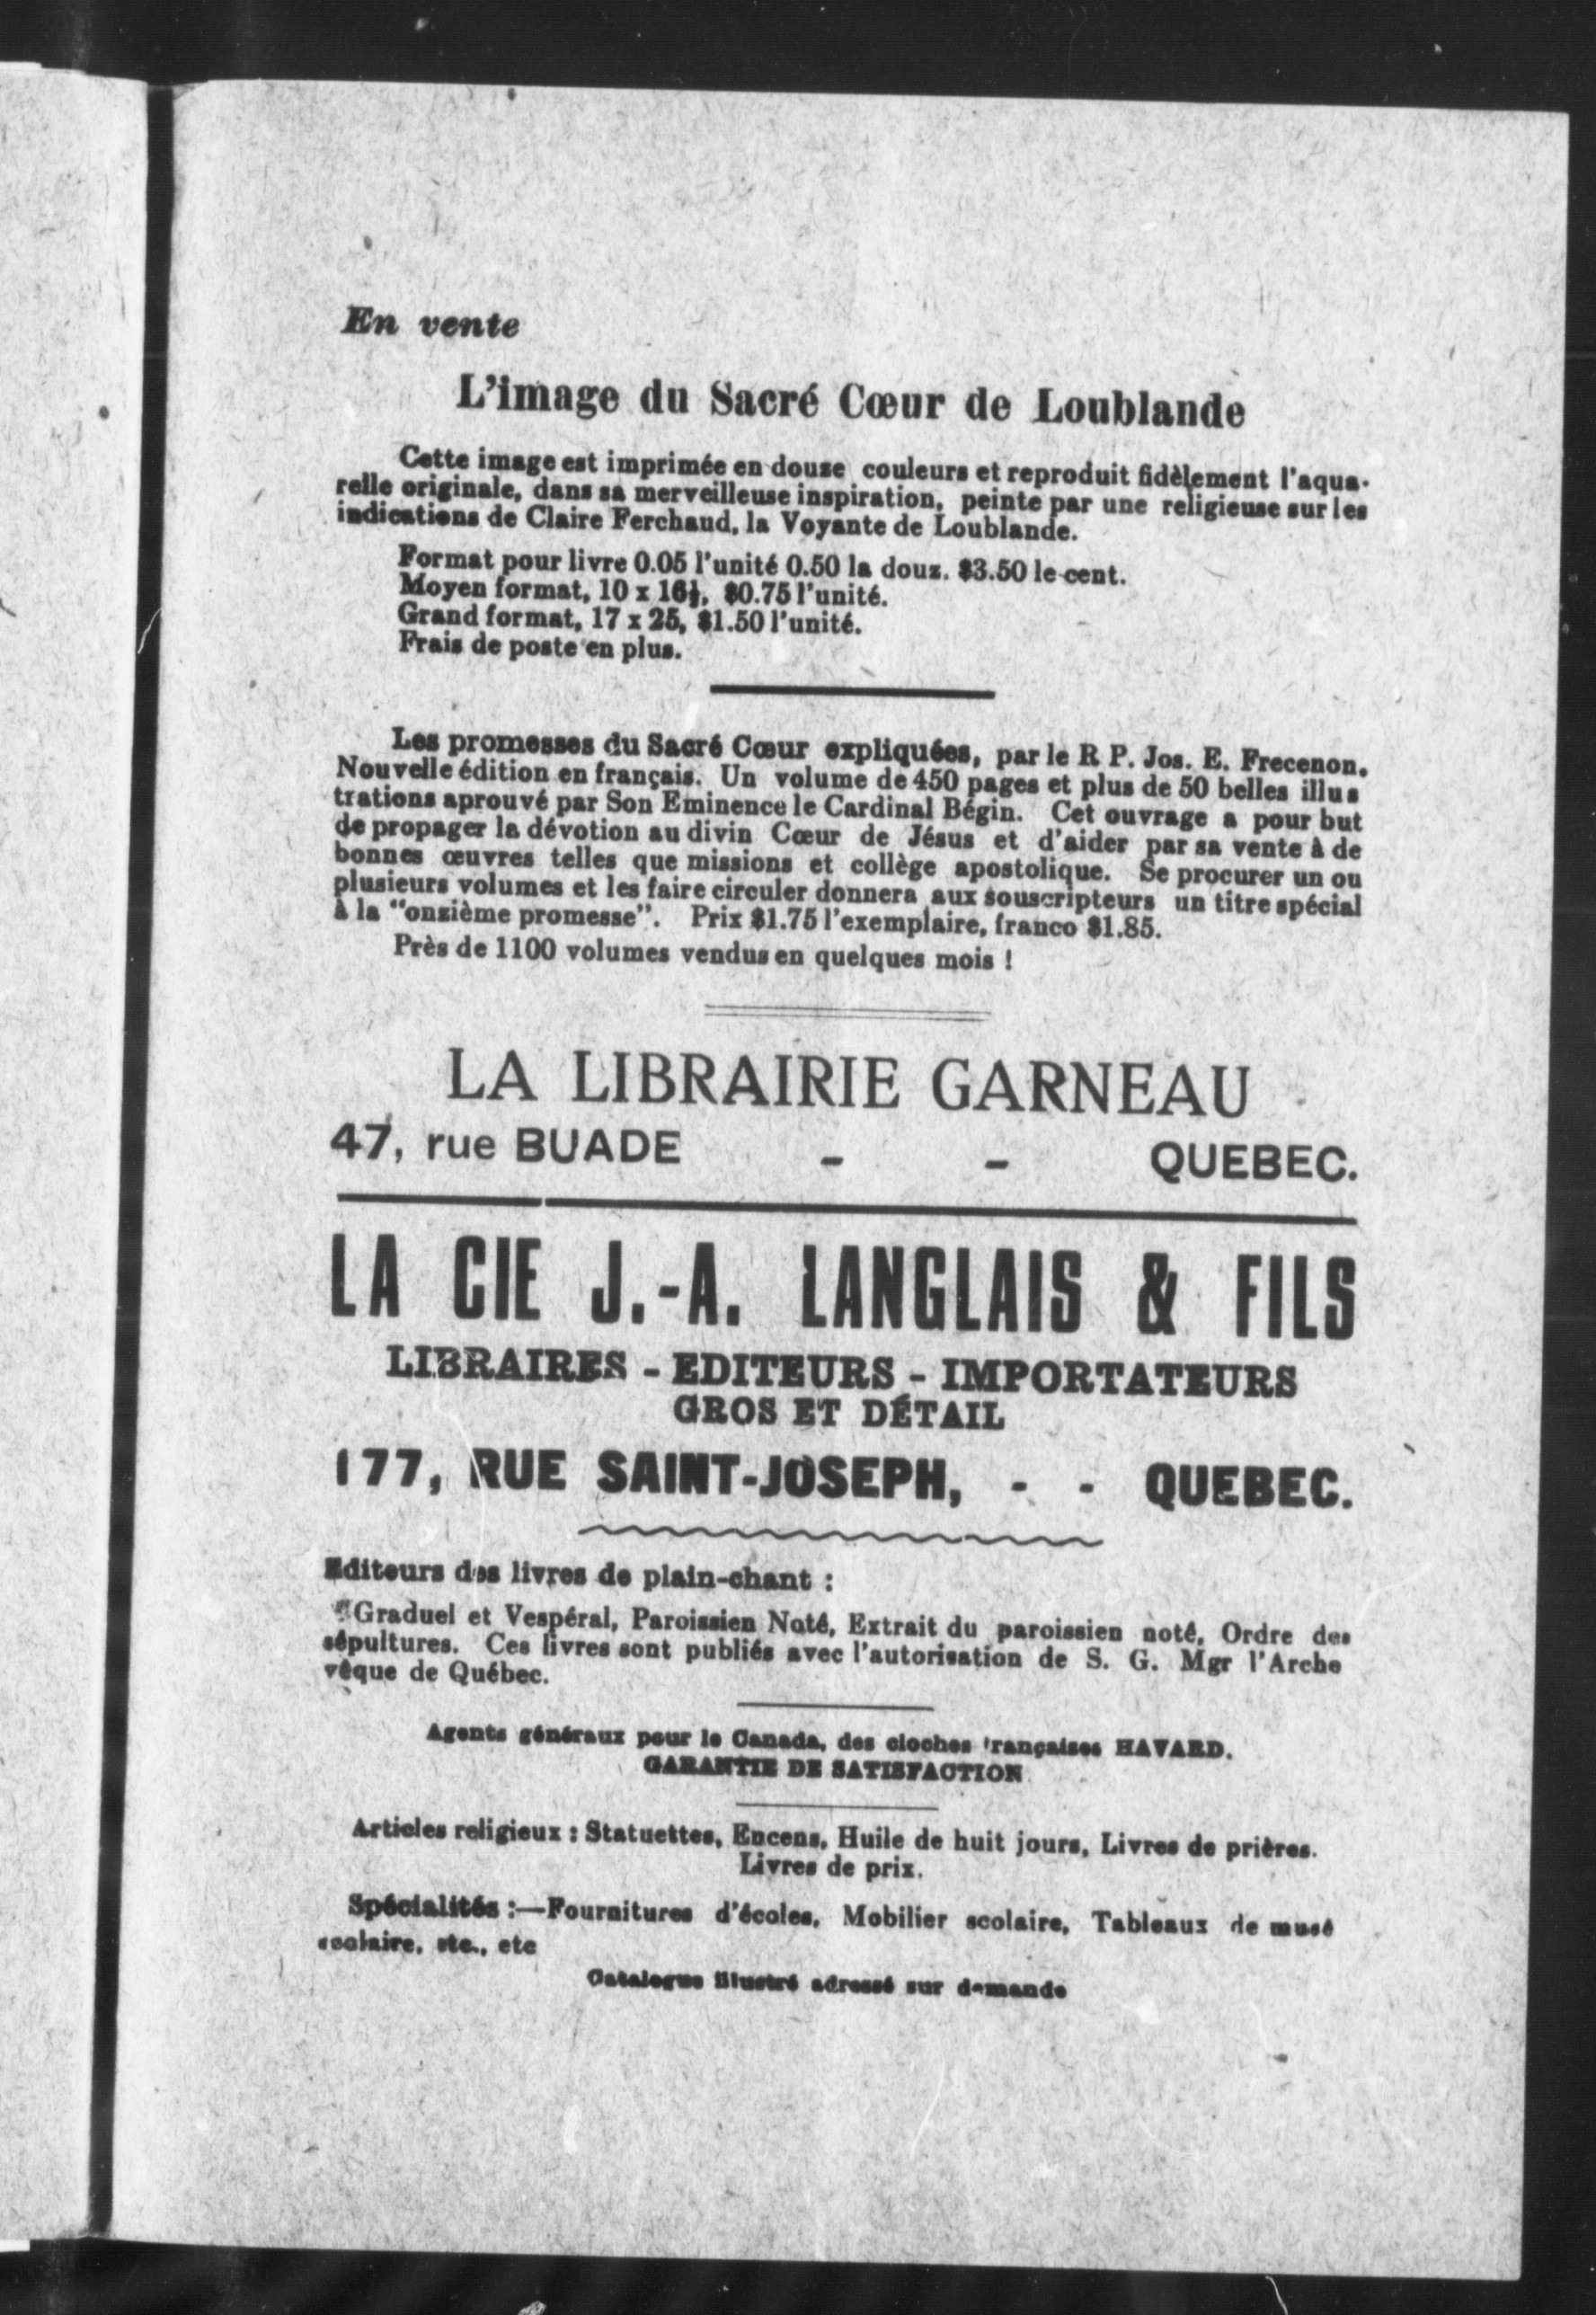 En vente
L'image du Sacré Cœur de Loublande
Cette image est imprimée en douze couleurs et reproduit fidèlement l'aqua-
relle originale, dans sa merveilleuse inspiration, peinte par une religieuse sur les
indications de Claire Ferchaud, la Voyante de Loublande.
Format pour livre 0.05 l'unité 0.50 la douz. $3.50 le cent.
Moyen format, 10 x 16½, $0.75 l'unité.
Grand format, 17 x 25, $1.50 l'unité.
Frais de poste en plus.
Les promesses du Sacré Cœur expliquées, par le R P. Jos. E. Frecenon.
Nouvelle édition en français. Un volume de 450 pages et plus de 50 belles illus
trations aprouvé par Son Eminence le Cardinal Bégin. Cet ouvrage a pour but
de propager la dévotion au divin Cœur de Jésus et d'aider par sa vente à de
bonnes œuvres telles que missions et collège apostolique. Se procurer un ou
plusieurs volumes et les faire circuler donnera aux souscripteurs un titre spécial
à la "onzième promesse". Prix $1.75 l'exemplaire, franco $1.85.
Près de 1100 volumes vendus en quelques mois !
LA LIBRAIRIE GARNEAU
47, rue BUADE - - QUEBEC.
LA CIE J.-A. LANGLAIS & FILS
LIBRAIRES - EDITEURS - IMPORTATEURS
GROS ET DÉTAIL
177, RUE SAINT-JOSEPH, - - QUEBEC.
Editeurs des livres de plain-chant :
Graduel et Vespéral, Paroissien Noté, Extrait du paroissien noté, Ordre des
sépultures. Ces livres sont publiés avec l'autorisation de S. G. Mgr l'Arche
vêque de Québec.
Agents généraux pour le Canada, des cloches françaises HAVARD.
GARANTIE DE SATISFACTION
Articles religieux : Statuettes, Encens, Huile de huit jours, Livres de prières.
Livres de prix.
Spécialités :—Fournitures d'écoles, Mobilier scolaire, Tableaux de musé
scolaire, etc., etc
Catalogue illustré adressé sur demande